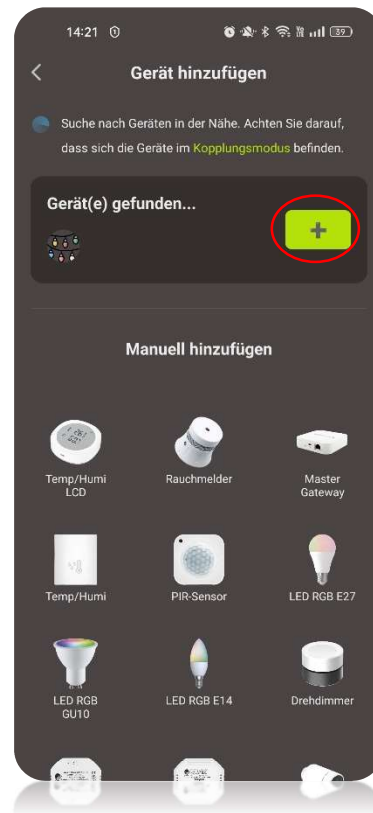 14:21 39
Gerät hinzufügen
Suche nach Geräten in der Nähe. Achten Sie darauf,
dass sich die Geräte im Kopplungsmodus befinden.
Gerät(e) gefunden...
+
Manuell hinzufügen
Temp/Humi
LCD
Rauchmelder
Master
Gateway
Temp/Humi
PIR-Sensor
LED RGB E27
LED RGB
GU10
LED RGB E14
Drehdimmer